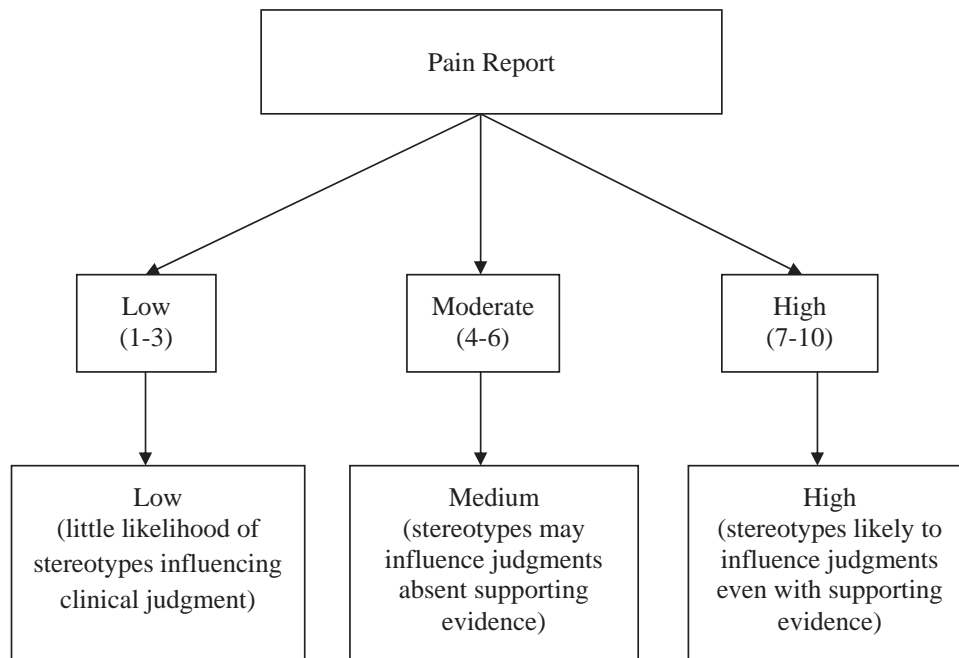 Pain Report
Low
(1-3)
Moderate
(4-6)
High
(7-10)
Low
(little likelihood of
stereotypes influencing
clinical judgment)
Medium
(stereotypes may
influence judgments
absent supporting
evidence)
High
(stereotypes likely to
influence judgments
even with supporting
evidence)